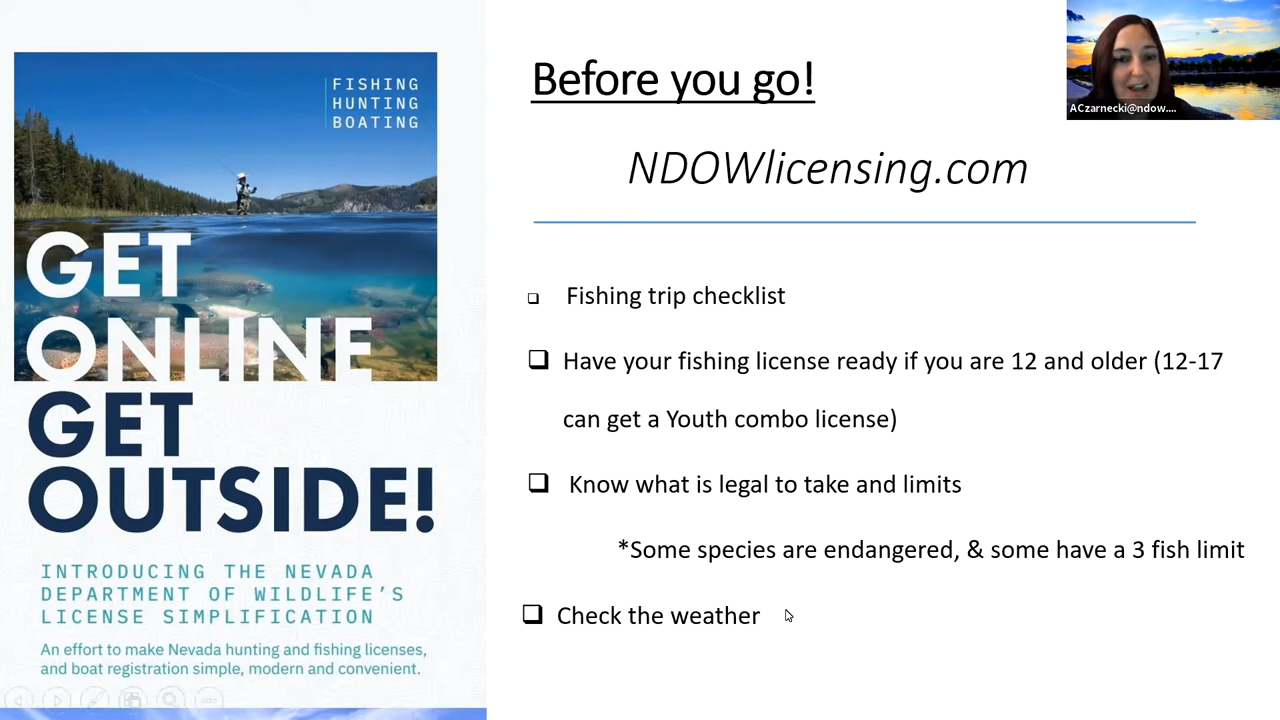 FISHING
HUNTING
BOATING
GET
ONLINE
GET
OUTSIDE!
INTRODUCING THE NEVADA
DEPARTMENT OF WILDLIFE'S
LICENSE SIMPLIFICATION
An effort to make Nevada hunting and fishing licenses,
and boat registration simple, modern and convenient.
Before you go!
NDOWlicensing.com
Fishing trip checklist
Have your fishing license ready if you are 12 and older (12-17
can get a Youth combo license)
Know what is legal to take and limits
*Some species are endangered, & some have a 3 fish limit
Check the weather
ACzarnecki@ndow....